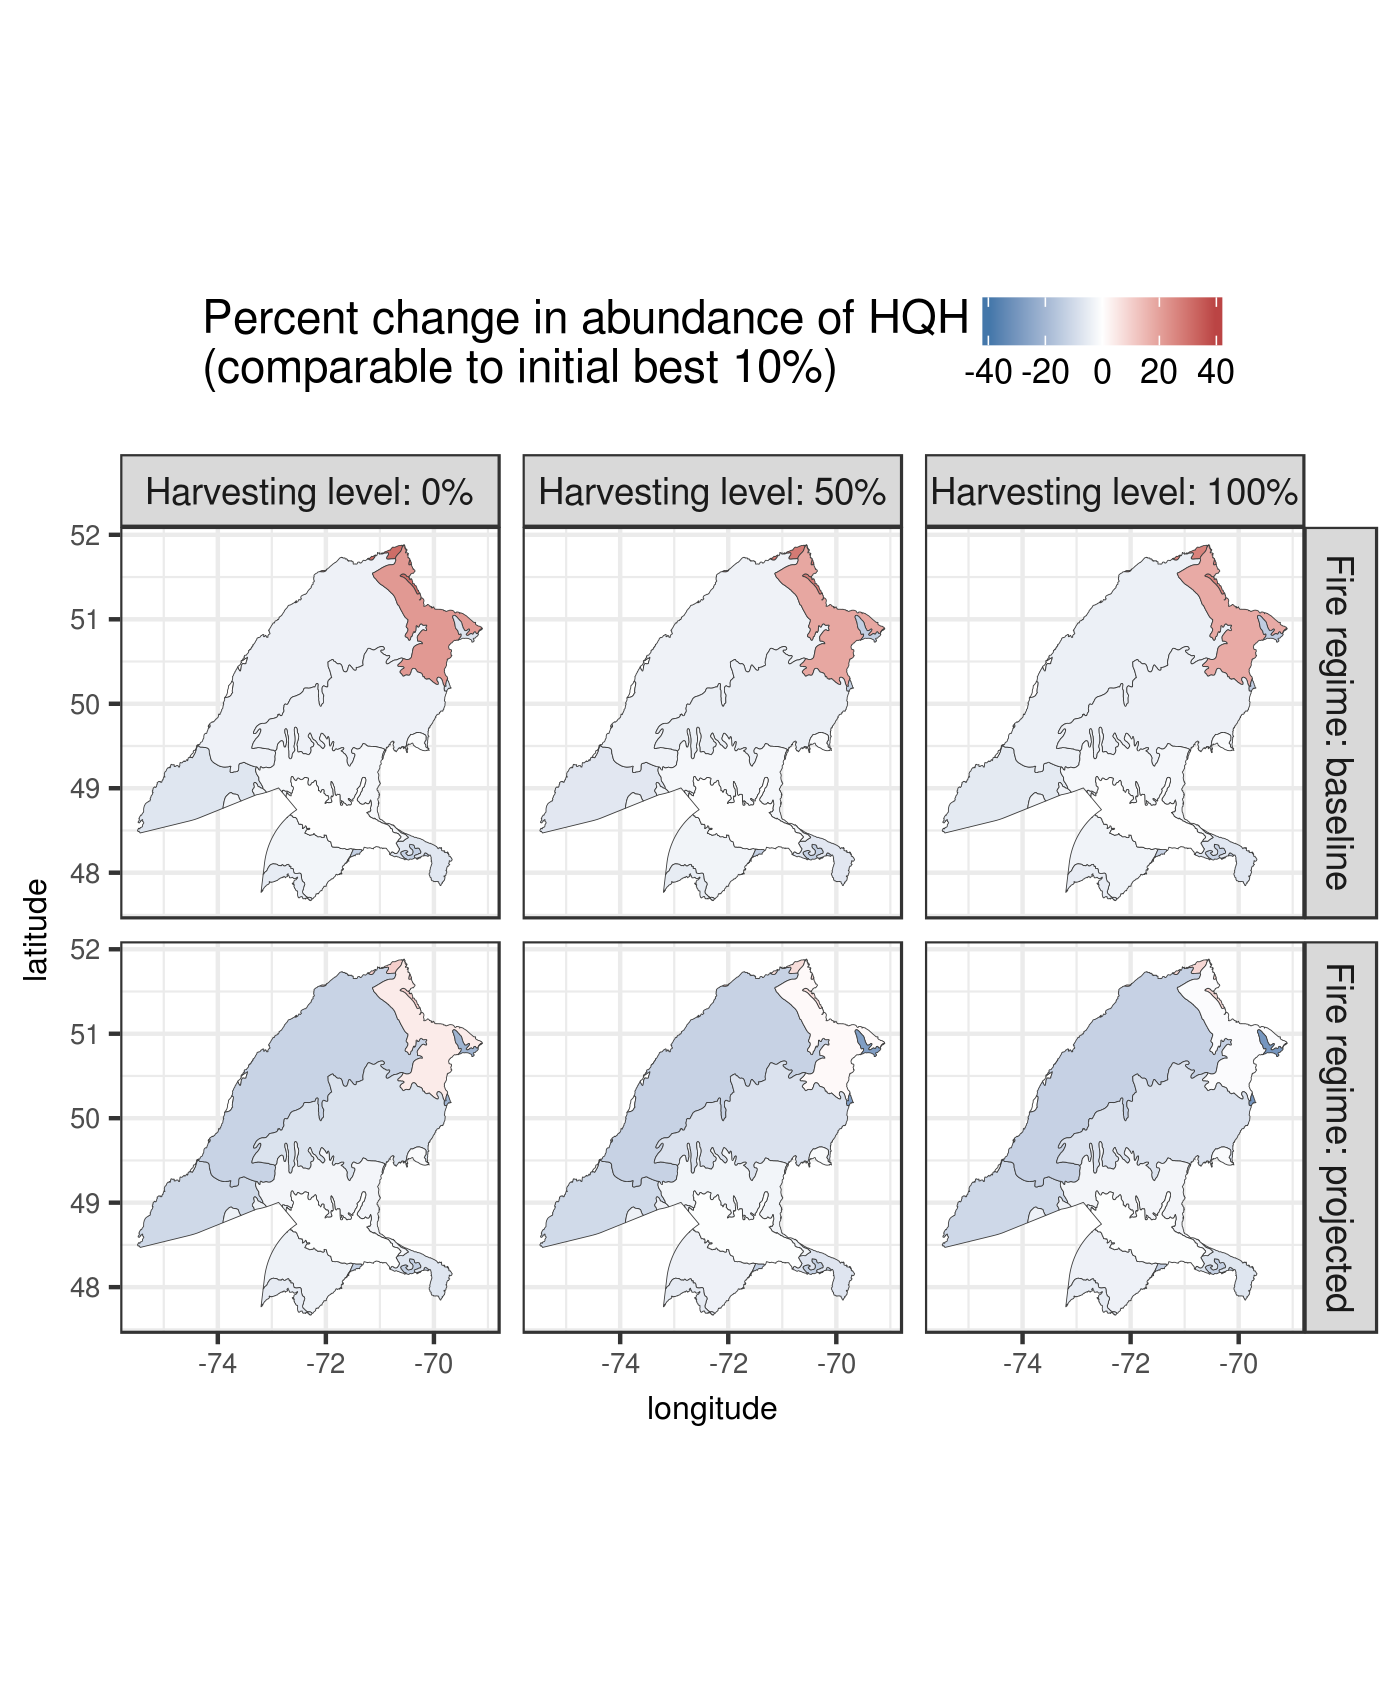 Percent change in abundance of HQH
(comparable to initial best 10%)
-40 -20 0 20 40
Harvesting level: 0%
Harvesting level: 50%
Harvesting level: 100%
52
51
50
49
48
Fire regime: baseline
latitude
52
51
50
49
48
Fire regime: projected
-74 -72 -70
-74 -72 -70
-74 -72 -70
longitude